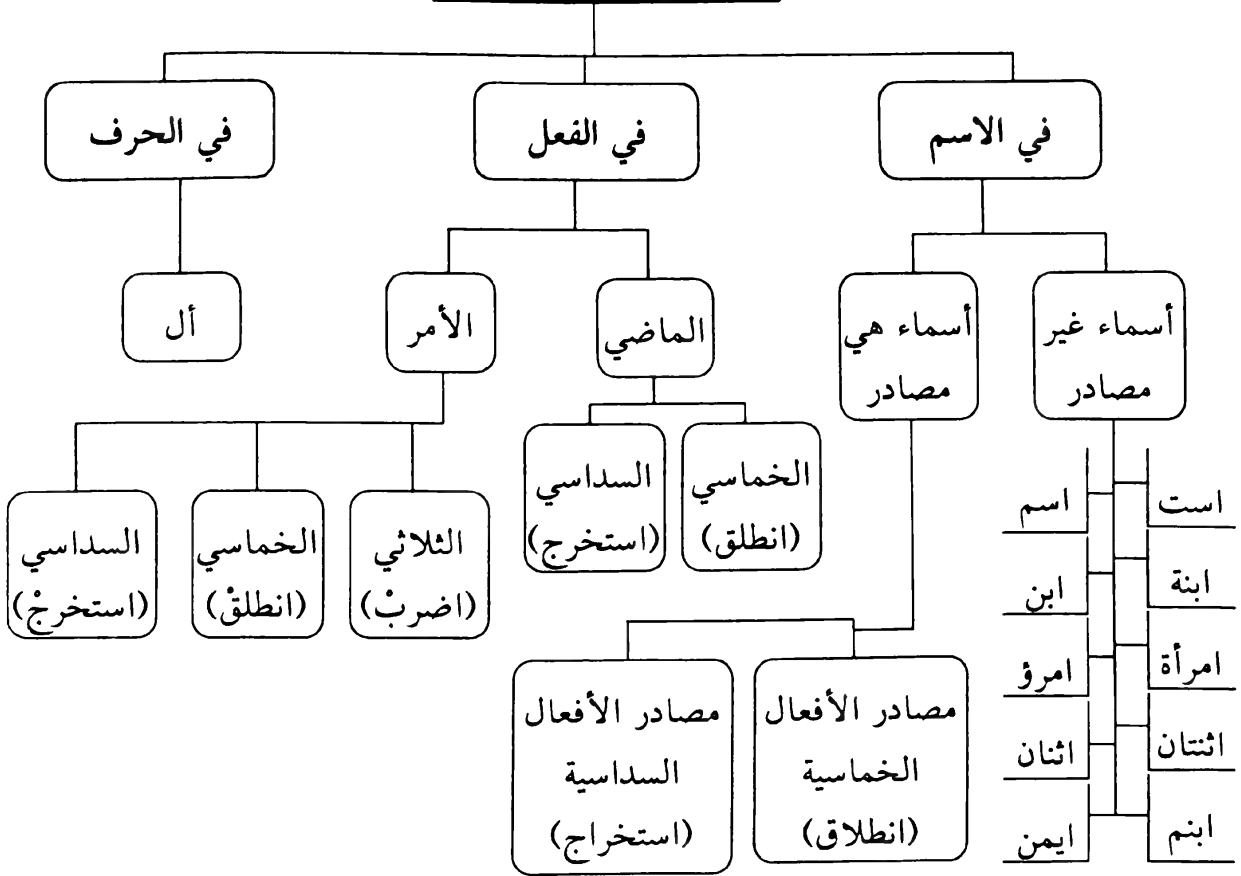 في الاسم
في الفعل
في الحرف
أسماء غير
مصادر
أسماء هي
مصادر
الماضي
الأمر
أل
است
اسم
ابنة
ابن
امرأة
امرؤ
اثنتان
اثنان
ابنم
ايمن
مصادر الأفعال
الخماسية
(انطلاق)
مصادر الأفعال
السداسية
(استخراج)
الخماسي
(انطلق)
السداسي
(استخرج)
الثلاثي
(اضربْ)
الخماسي
(انطلقْ)
السداسي
(استخرجْ)